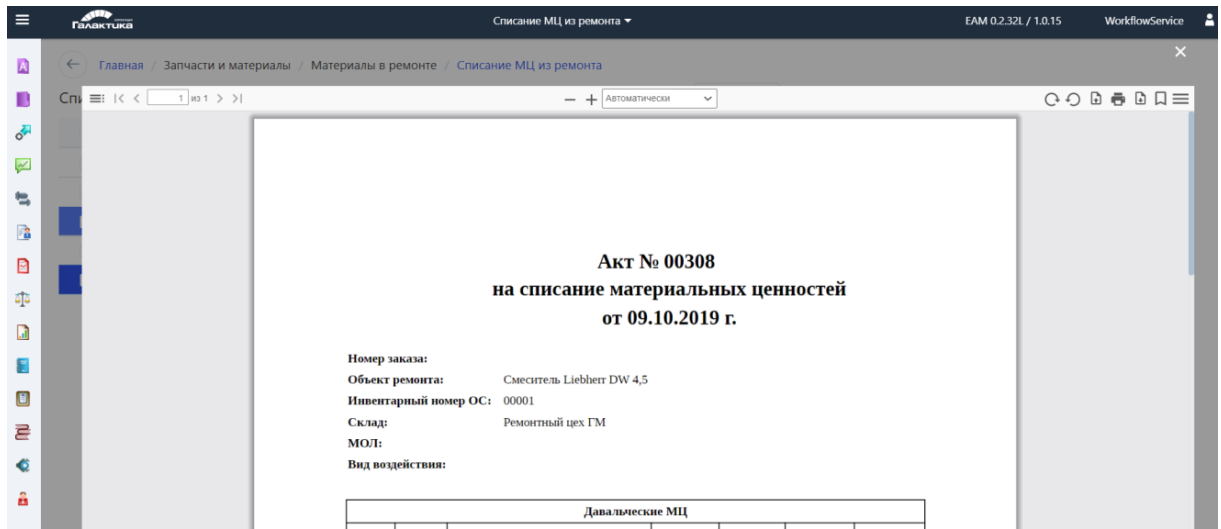 Галактика
Списание МЦ из ремонта
EAM 0.2.32L / 1.0.15
WorkflowService
Главная / Запчасти и материалы / Материалы в ремонте / Списание МЦ из ремонта
Спи
1 из 1
Автоматически
Акт № 00308
на списание материальных ценностей
от 09.10.2019 г.
Номер заказа:
Объект ремонта: Смеситель Liebherr DW 4,5
Инвентарный номер ОС: 00001
Склад: Ремонтный цех ГМ
МОЛ:
Вид воздействия:
Давальческие МЦ